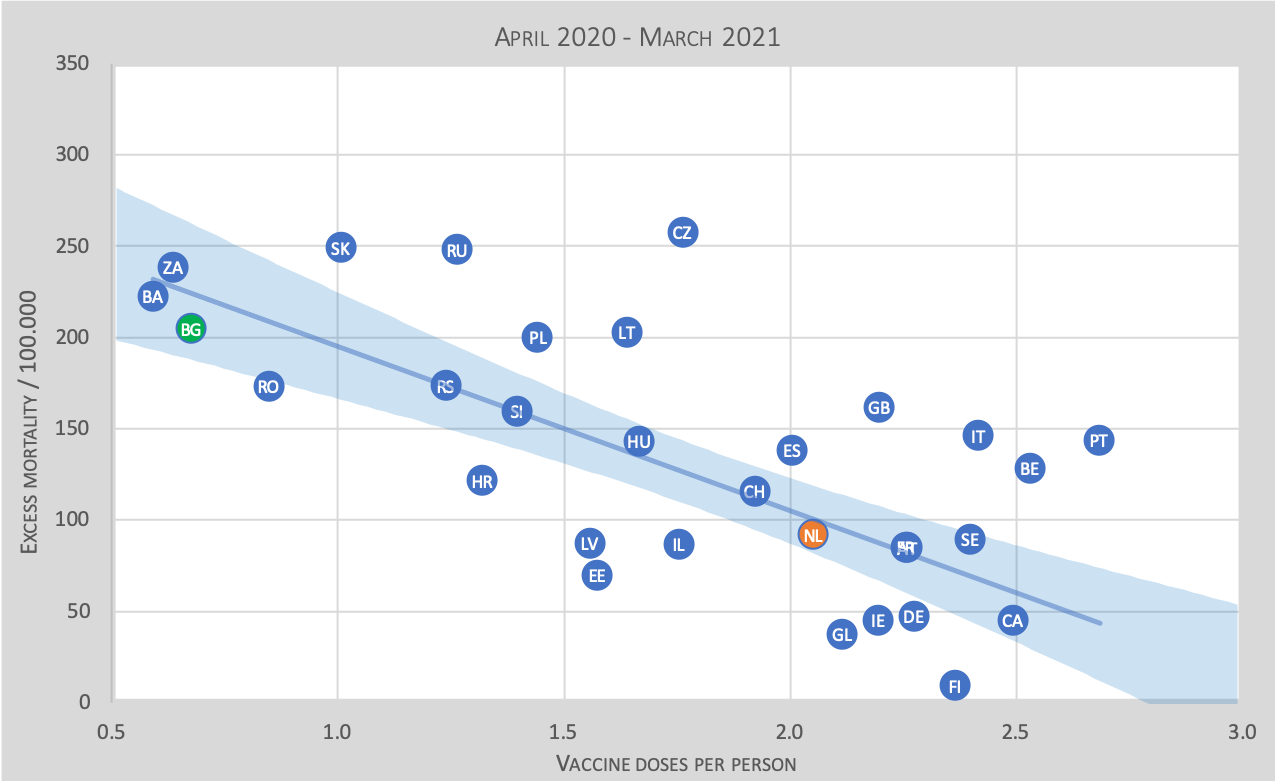 April 2020 - March 2021
350
300
250
200
150
100
50
0
Excess mortality / 100.000
CZ
SK
RU
ZA
BA
BG
LT
PL
RO
RS
SI
GB
HU
IT
PT
ES
BE
HR
CH
NL
LV
IL
SE
EE
DE
IE
CA
GL
FI
0.5
1.0
1.5
2.0
2.5
3.0
Vaccine doses per person